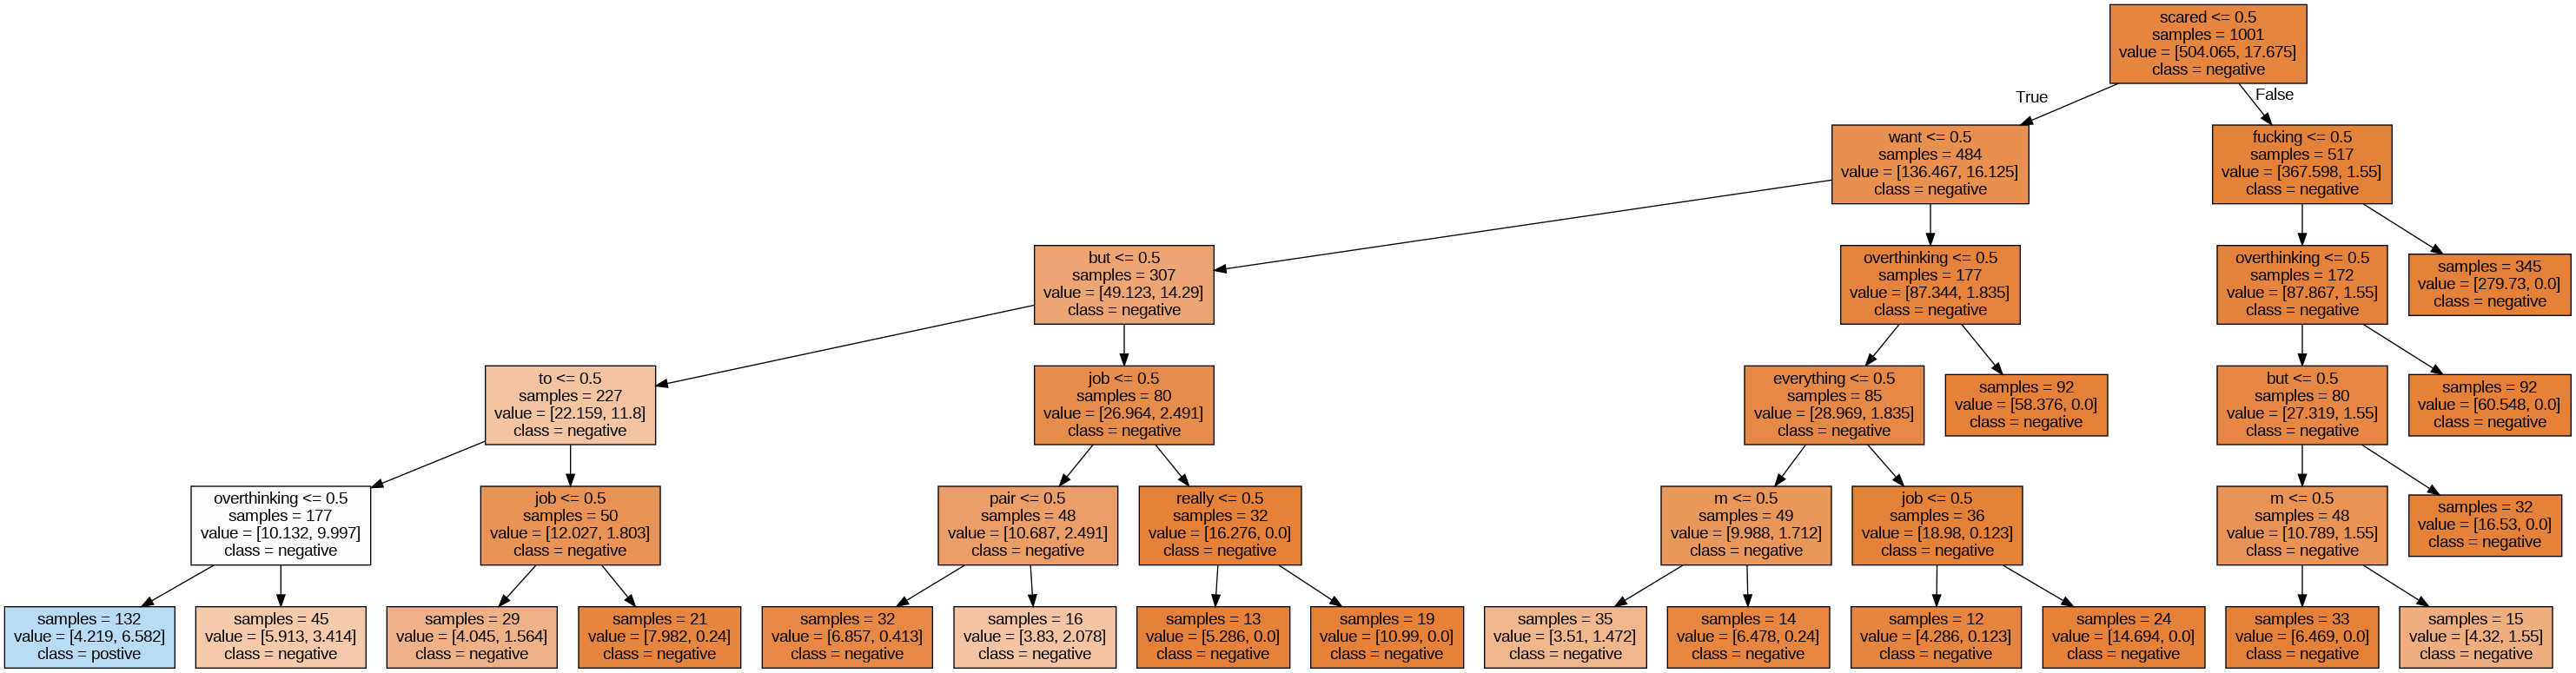 scared <= 0.5
samples = 1001
value = [504.065, 17.675]
class = negative
True
False
want <= 0.5
samples = 484
value = [136.467, 16.125]
class = negative
fucking <= 0.5
samples = 517
value = [367.598, 1.55]
class = negative
but <= 0.5
samples = 307
value = [49.123, 14.29]
class = negative
overthinking <= 0.5
samples = 177
value = [87.344, 1.835]
class = negative
overthinking <= 0.5
samples = 172
value = [87.867, 1.55]
class = negative
samples = 345
value = [279.73, 0.0]
class = negative
to <= 0.5
samples = 227
value = [22.159, 11.8]
class = negative
job <= 0.5
samples = 80
value = [26.964, 2.491]
class = negative
everything <= 0.5
samples = 85
value = [28.969, 1.835]
class = negative
samples = 92
value = [58.376, 0.0]
class = negative
but <= 0.5
samples = 80
value = [27.319, 1.55]
class = negative
samples = 92
value = [60.548, 0.0]
class = negative
overthinking <= 0.5
samples = 177
value = [10.132, 9.997]
class = negative
job <= 0.5
samples = 50
value = [12.027, 1.803]
class = negative
pair <= 0.5
samples = 48
value = [10.687, 2.491]
class = negative
really <= 0.5
samples = 32
value = [16.276, 0.0]
class = negative
m <= 0.5
samples = 49
value = [9.988, 1.712]
class = negative
job <= 0.5
samples = 36
value = [18.98, 0.123]
class = negative
m <= 0.5
samples = 48
value = [10.789, 1.55]
class = negative
samples = 32
value = [16.53, 0.0]
class = negative
samples = 132
value = [4.219, 6.582]
class = postive
samples = 45
value = [5.913, 3.414]
class = negative
samples = 29
value = [4.045, 1.564]
class = negative
samples = 21
value = [7.982, 0.24]
class = negative
samples = 32
value = [6.857, 0.413]
class = negative
samples = 16
value = [3.83, 2.078]
class = negative
samples = 13
value = [5.286, 0.0]
class = negative
samples = 19
value = [10.99, 0.0]
class = negative
samples = 35
value = [3.51, 1.472]
class = negative
samples = 14
value = [6.478, 0.24]
class = negative
samples = 12
value = [4.286, 0.123]
class = negative
samples = 24
value = [14.694, 0.0]
class = negative
samples = 33
value = [6.469, 0.0]
class = negative
samples = 15
value = [4.32, 1.55]
class = negative